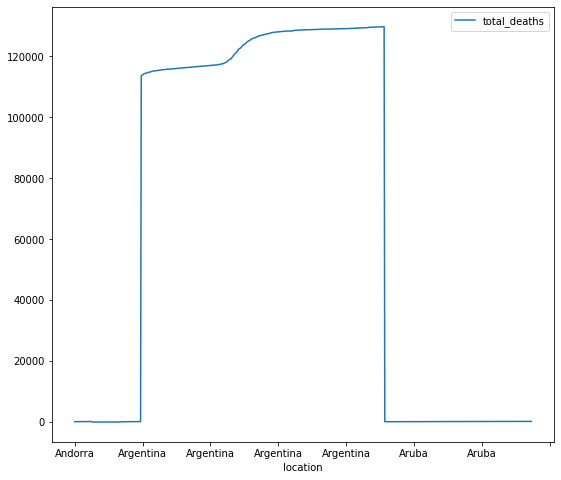 total_deaths
120000
100000
80000
60000
40000
20000
0
Andorra Argentina Argentina Argentina Argentina Aruba Aruba
location